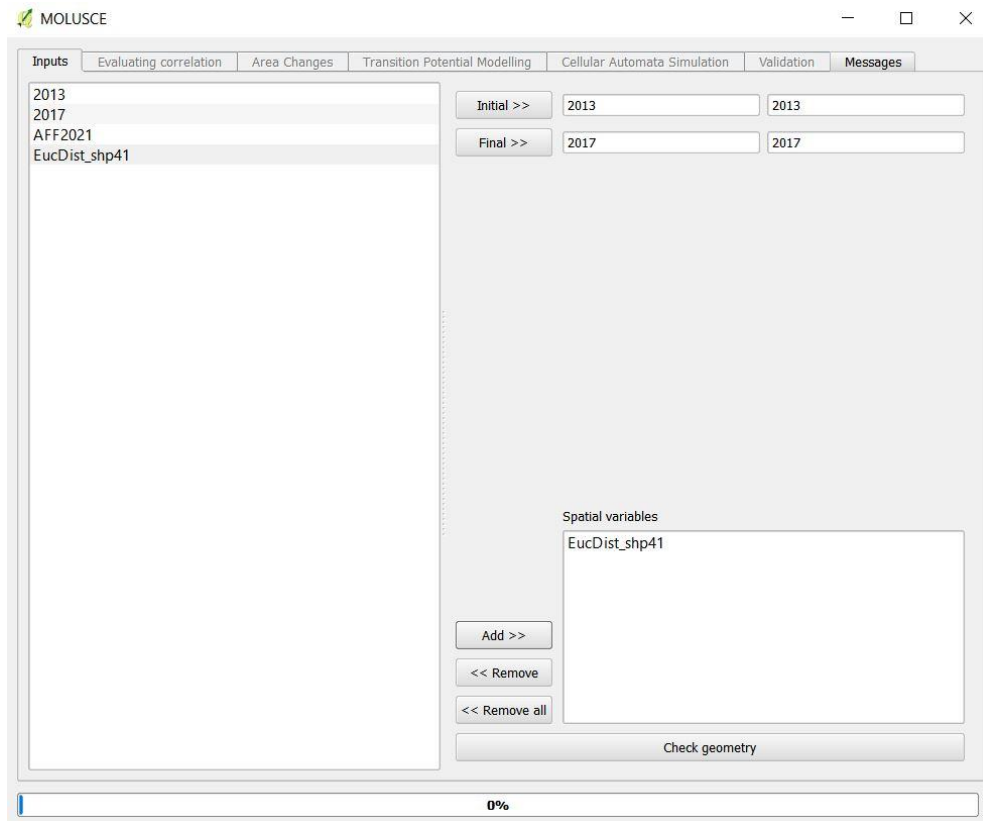 MOLUSCE
Inputs Evaluating correlation Area Changes Transition Potential Modelling Cellular Automata Simulation Validation Messages
2013
2017
AFF2021
EucDist_shp41
Initial >> 2013 2013
Final >> 2017 2017
Spatial variables
EucDist_shp41
Add >>
<< Remove
<< Remove all
Check geometry
0%